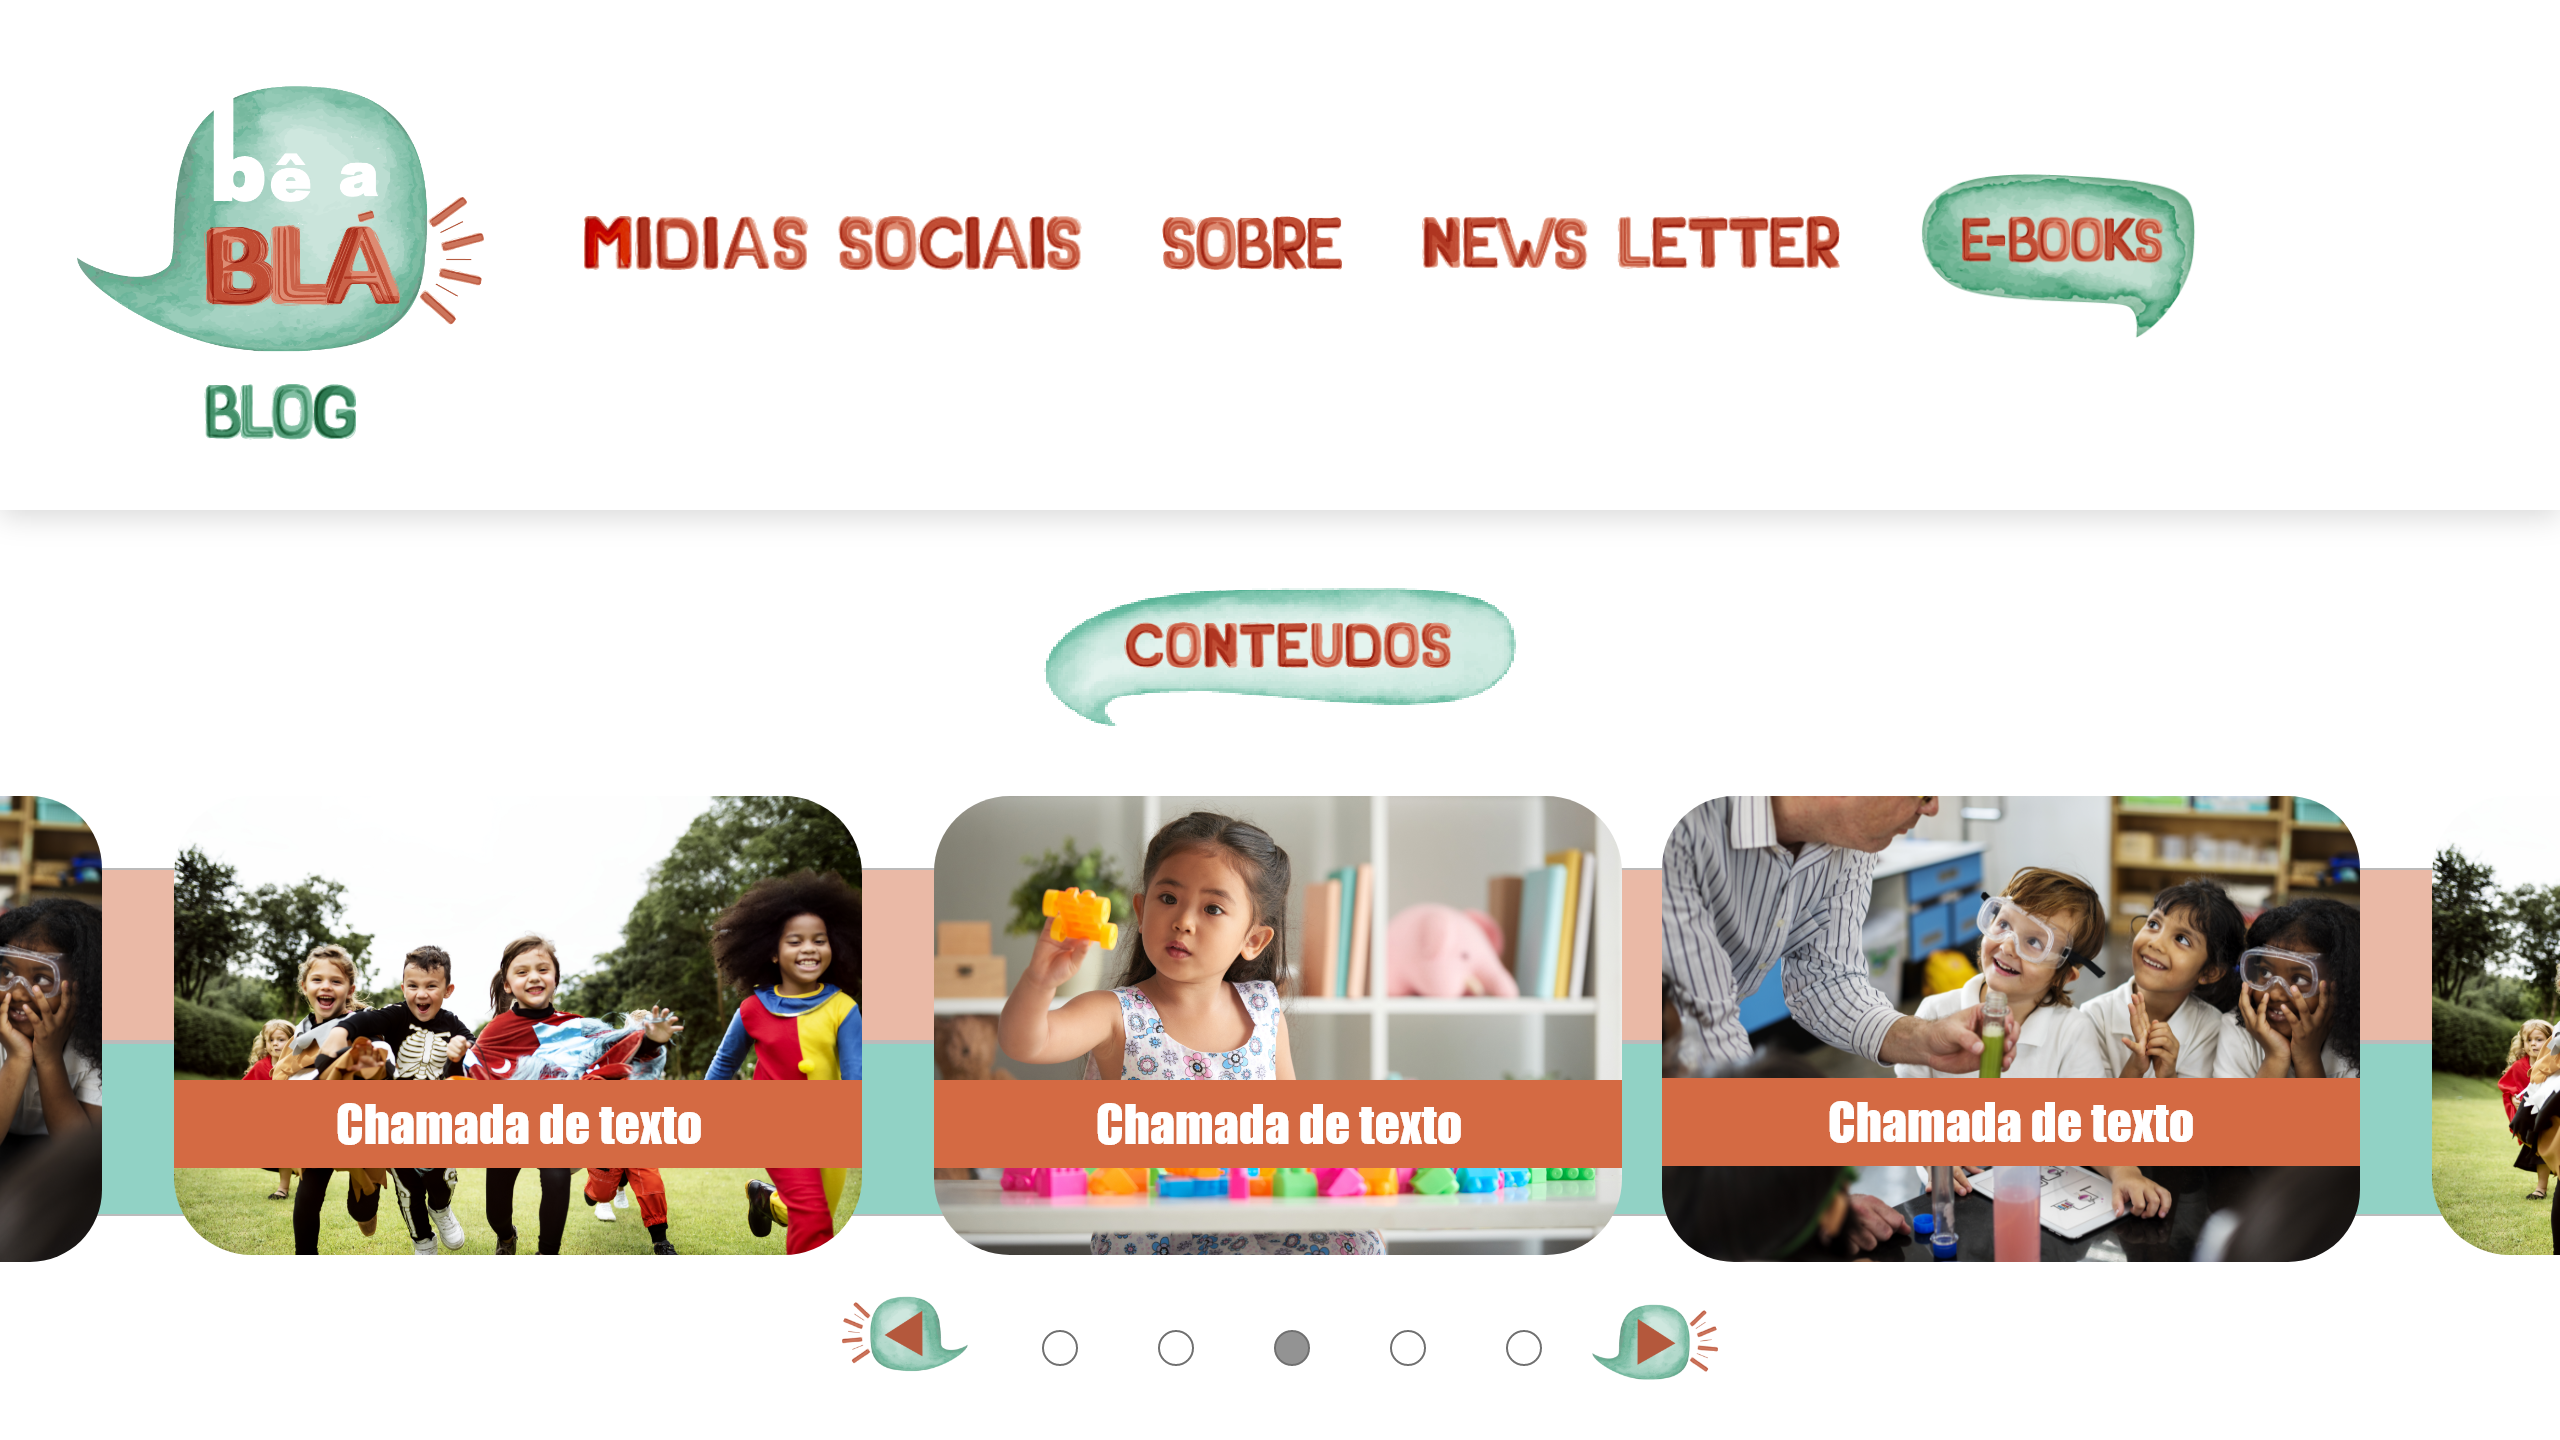 bê a
BLÁ
BLOG
MIDIAS SOCIAIS
SOBRE
NEWS LETTER
E-BOOKS
CONTEUDOS
Chamada de texto
Chamada de texto
Chamada de texto